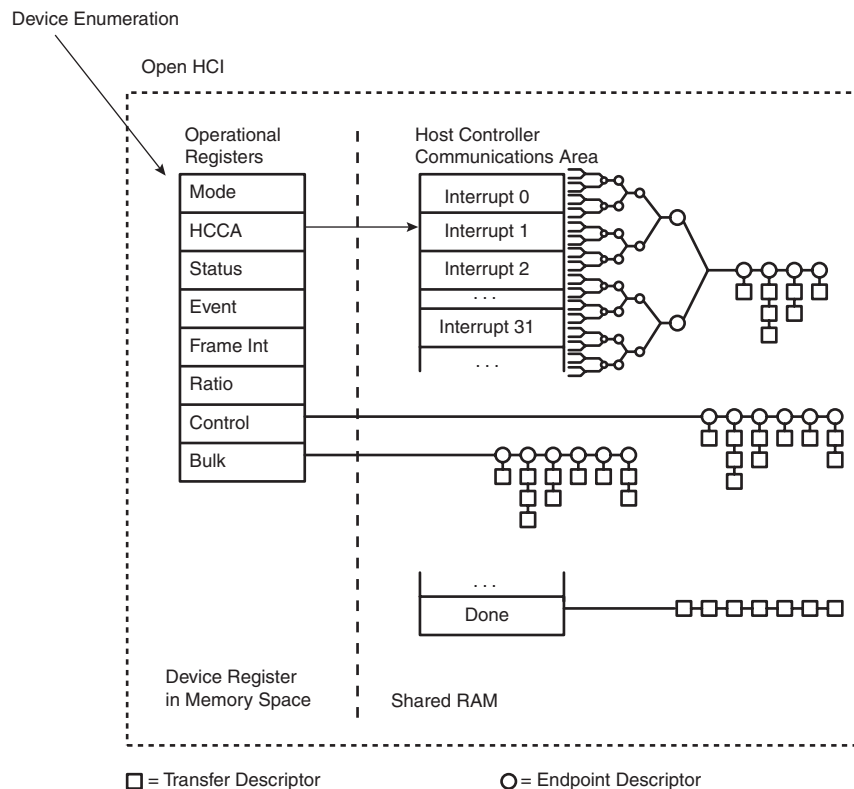 Device Enumeration
Open HCI
Operational
Registers
Mode
HCCA
Status
Event
Frame Int
Ratio
Control
Bulk
Host Controller
Communications Area
Interrupt 0
Interrupt 1
Interrupt 2
. . .
Interrupt 31
. . .
. . .
Done
Device Register
in Memory Space
Shared RAM
= Transfer Descriptor
= Endpoint Descriptor